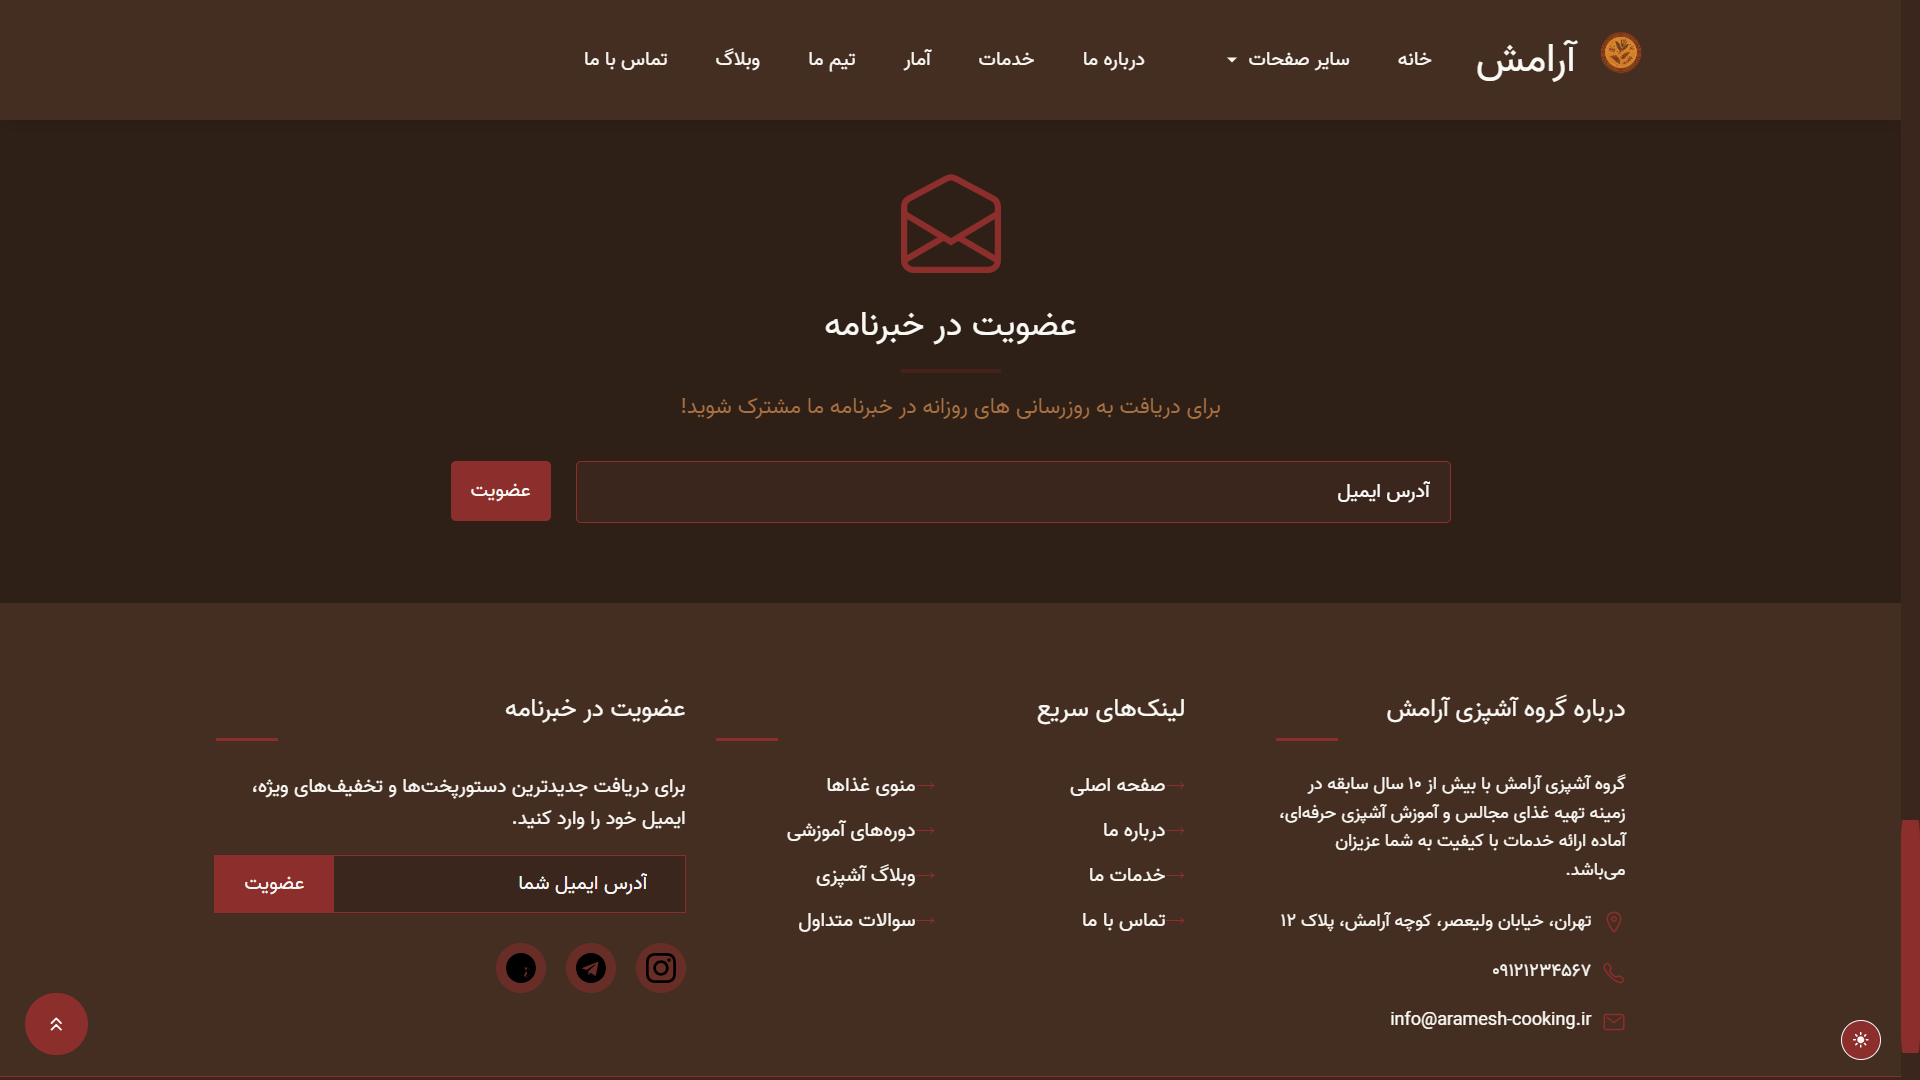 آرامش
خانه
سایر صفحات
درباره ما
خدمات
آمار
تیم ما
وبلاگ
تماس با ما
عضویت در خبرنامه
برای دریافت به روزرسانی های روزانه در خبرنامه ما مشترک شوید!
آدرس ایمیل
عضویت
درباره گروه آشپزی آرامش
گروه آشپزی آرامش با بیش از ۱۰ سال سابقه در
زمینه تهیه غذای مجالس و آموزش آشپزی حرفه‌ای،
آماده ارائه خدمات با کیفیت به شما عزیزان
می‌باشد.
تهران، خیابان ولیعصر، کوچه آرامش، پلاک ۱۲
۰۹۱۲۱۲۳۴۵۶۷
info@aramesh-cooking.ir
لینک‌های سریع
صفحه اصلی
درباره ما
خدمات ما
تماس با ما
منوی غذاها
دوره‌های آموزشی
وبلاگ آشپزی
سوالات متداول
عضویت در خبرنامه
برای دریافت جدیدترین دستورپخت‌ها و تخفیف‌های ویژه،
ایمیل خود را وارد کنید.
آدرس ایمیل شما
عضویت